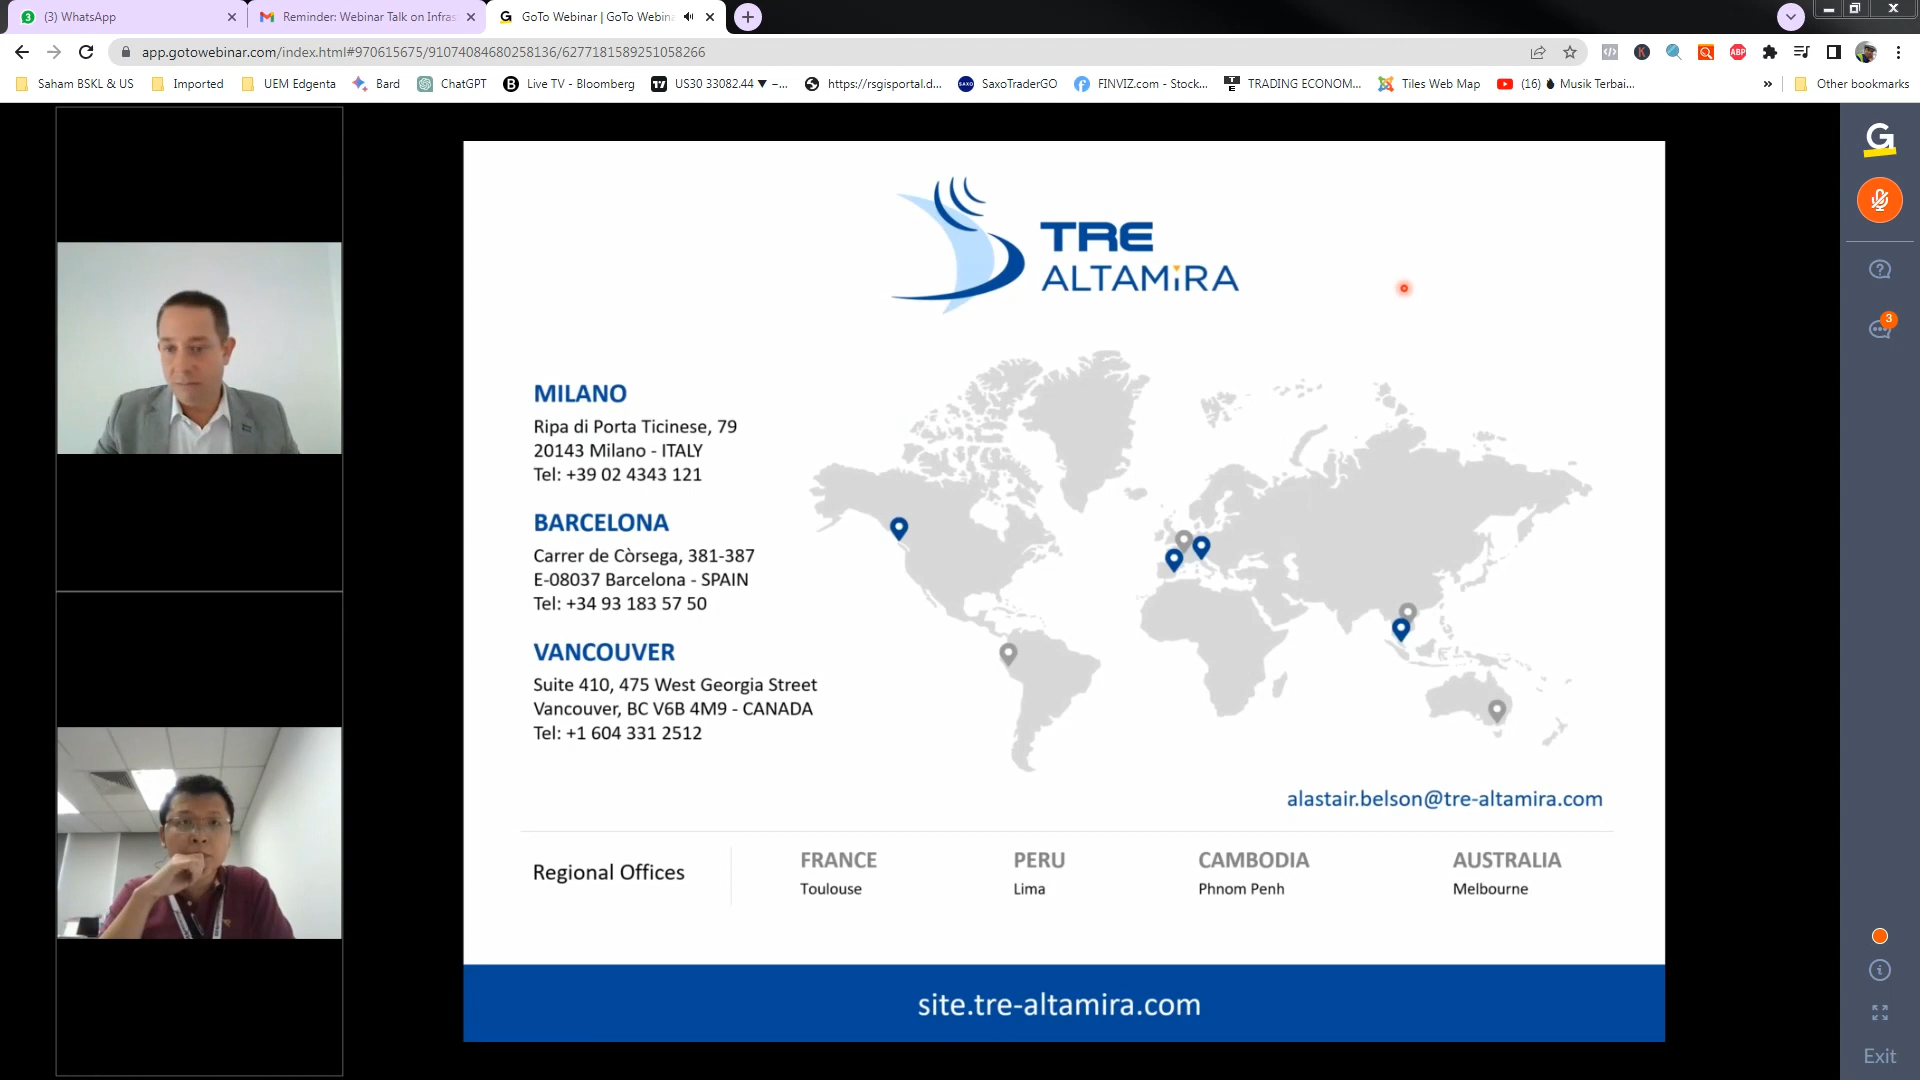 (3) WhatsApp
Reminder: Webinar Talk on Infras
GoTo Webinar | GoTo Webin
app.gotowebinar.com/index.html#970615675/91074084680258136/6277181589251058266
Saham BSKL & US
Imported
UEM Edgenta
Bard
ChatGPT
Live TV - Bloomberg
US30 33082.44 ▼ −...
https://rsgisportal.d...
SaxoTraderGO
FINVIZ.com - Stock...
TRADING ECONOM...
Tiles Web Map
(16) Musik Terbai...
»
Other bookmarks
ABP
G
3
TRE
ALTAMiRA
MILANO
Ripa di Porta Ticinese, 79
20143 Milano - ITALY
Tel: +39 02 4343 121
BARCELONA
Carrer de Còrsega, 381-387
E-08037 Barcelona - SPAIN
Tel: +34 93 183 57 50
VANCOUVER
Suite 410, 475 West Georgia Street
Vancouver, BC V6B 4M9 - CANADA
Tel: +1 604 331 2512
alastair.belson@tre-altamira.com
Regional Offices
FRANCE
Toulouse
PERU
Lima
CAMBODIA
Phnom Penh
AUSTRALIA
Melbourne
site.tre-altamira.com
Exit